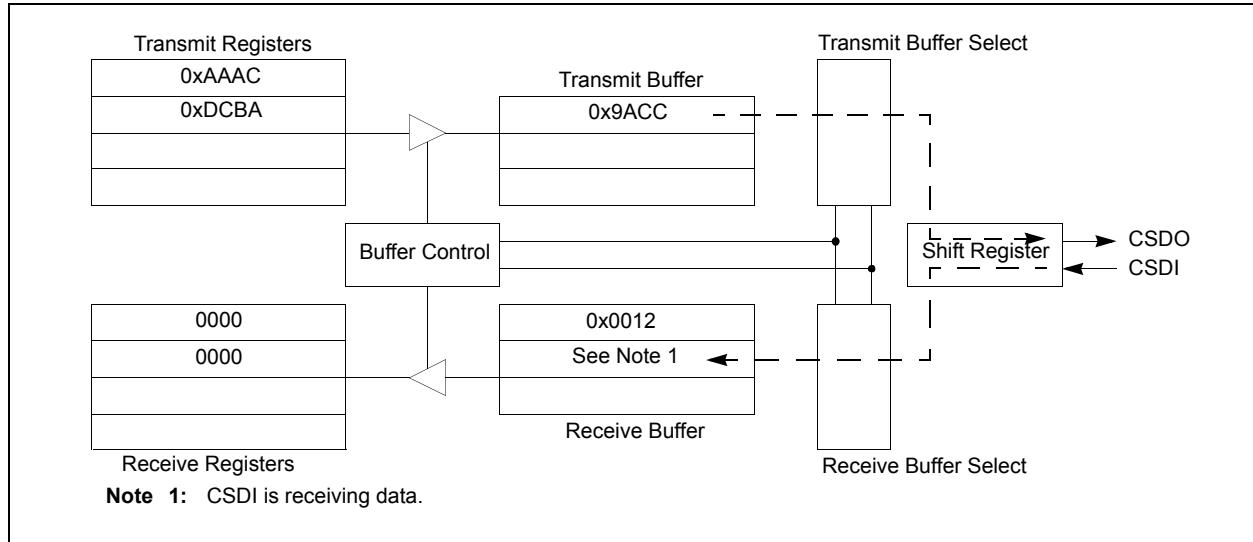 Transmit Registers
0xAAAC
0xDCBA
Transmit Buffer
0x9ACC
Transmit Buffer Select
Buffer Control
Shift Register
CSDO
CSDI
0000
0000
Receive Registers
0x0012
See Note 1
Receive Buffer
Receive Buffer Select
Note 1: CSDI is receiving data.